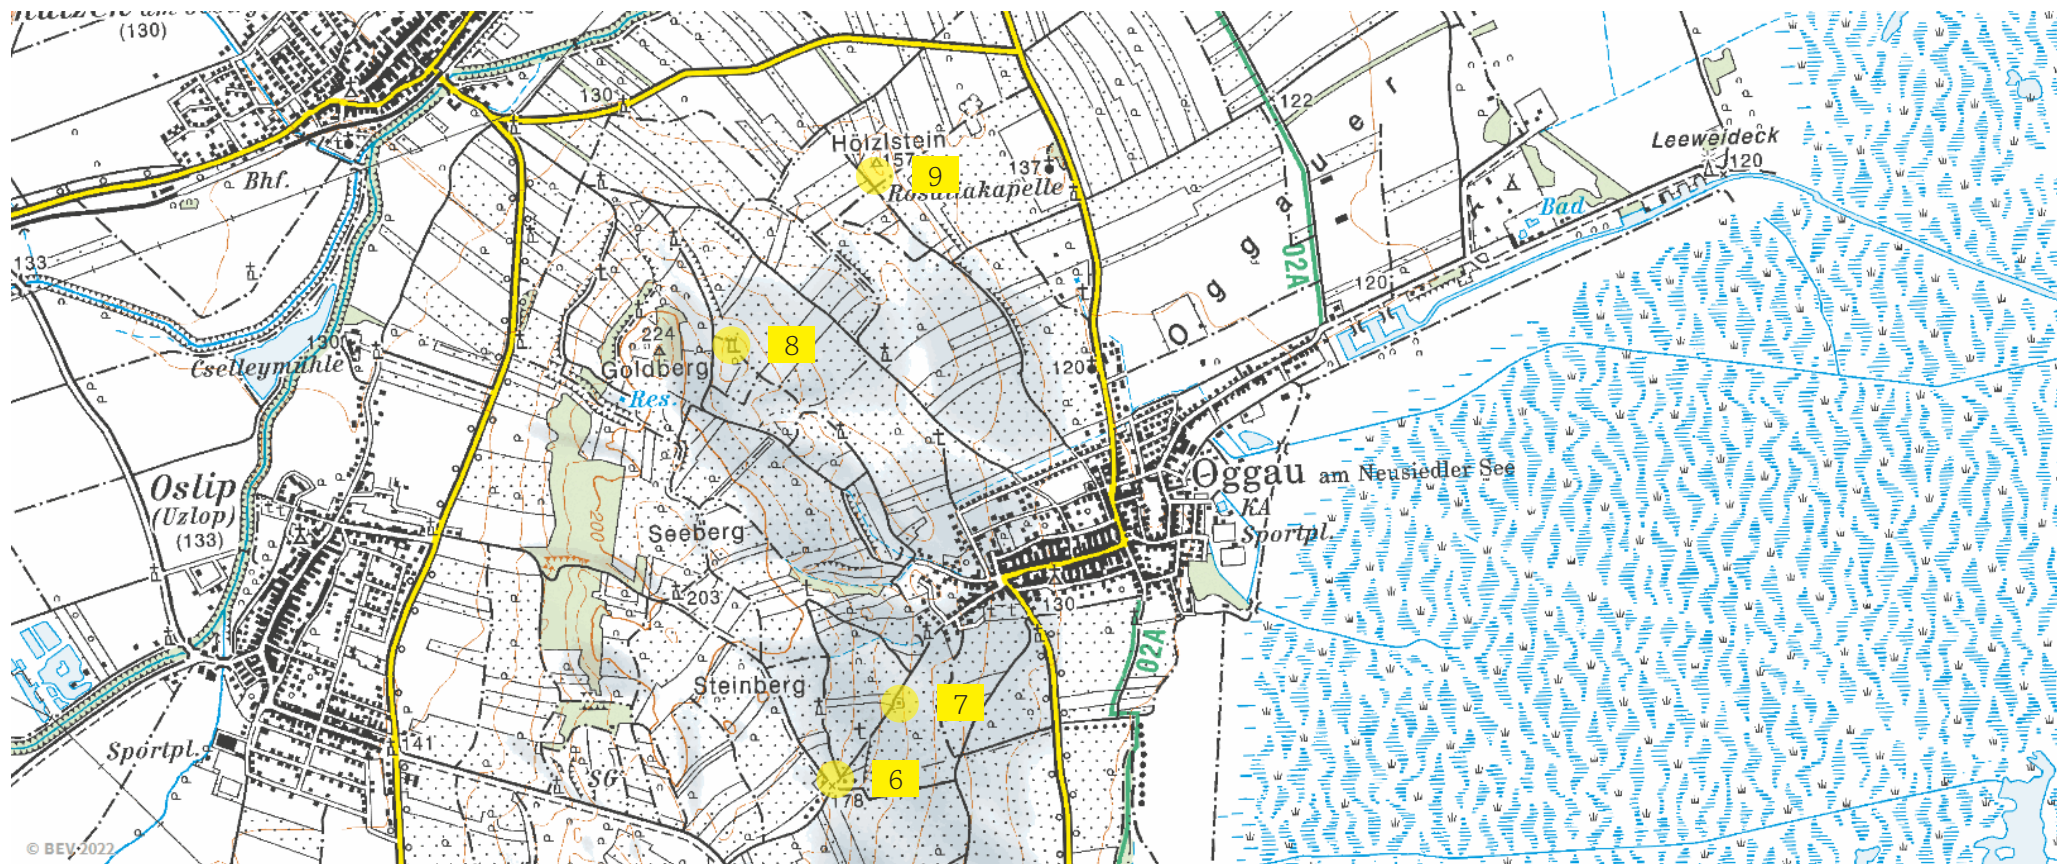 (130)
130
122
Hölzlstein
157
9
137
Rosaliakapelle
Leeweideck
120
Bhf.
Bad
133
02A
120
O g g a u e r
130
Cselleymühle
224
8
Goldberg
Res.
120
Oslip
(Uzlop)
(133)
200
Seeberg
Oggau am Neusiedler See
KA
Sportpl.
203
130
02A
Steinberg
7
Sportpl.
141
SG
6
178
© BEV 2022